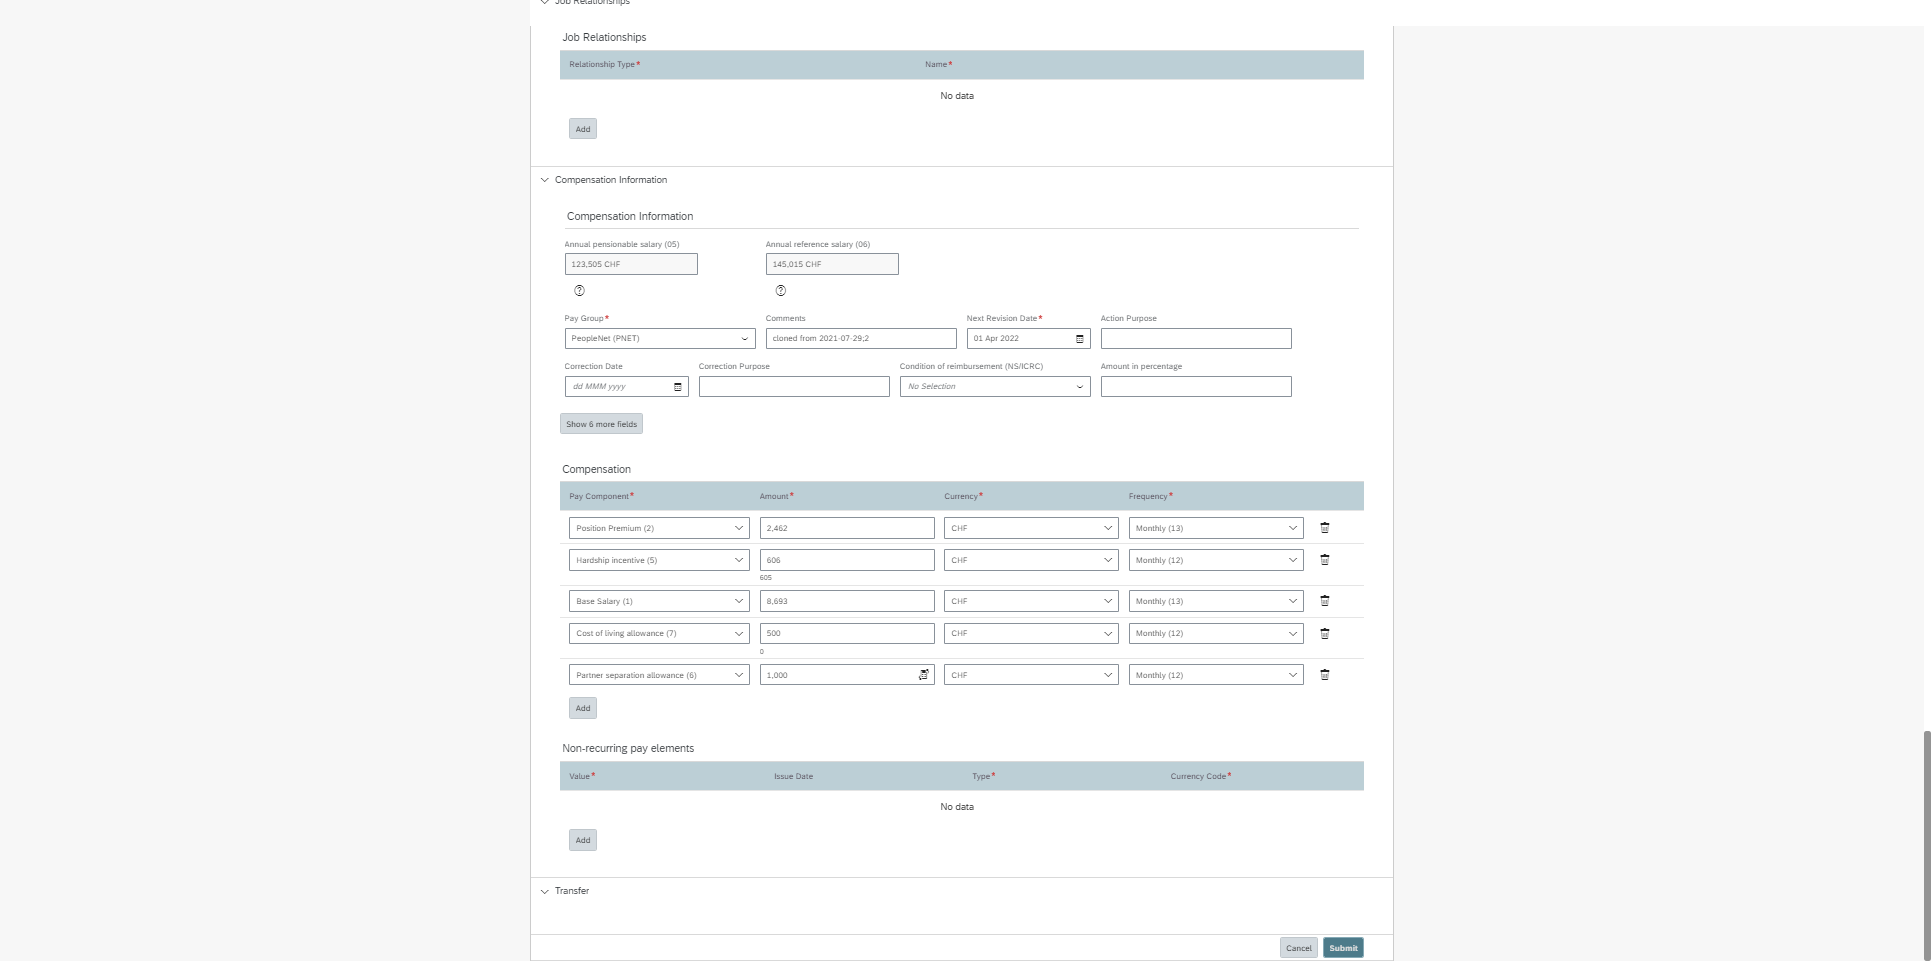 Job Relationships
Job Relationships
Relationship Type* Name*
No data
Add
Compensation Information
Compensation Information
Annual pensionable salary (05) Annual reference salary (06)
123,505 CHF 145,015 CHF
Pay Group* Comments Next Revision Date* Action Purpose
PeopleNet (PNET) cloned from 2021-07-29;2 01 Apr 2022
Correction Date Correction Purpose Condition of reimbursement (NS/ICRC) Amount in percentage
dd MMM yyyy No Selection
Show 6 more fields
Compensation
Pay Component* Amount* Currency* Frequency*
Position Premium (2) 2,462 CHF Monthly (13)
Hardship incentive (5) 606 CHF Monthly (12)
605
Base Salary (1) 8,693 CHF Monthly (13)
Cost of living allowance (7) 500 CHF Monthly (12)
0
Partner separation allowance (6) 1,000 CHF Monthly (12)
Add
Non-recurring pay elements
Value* Issue Date Type* Currency Code*
No data
Add
Transfer
Cancel Submit